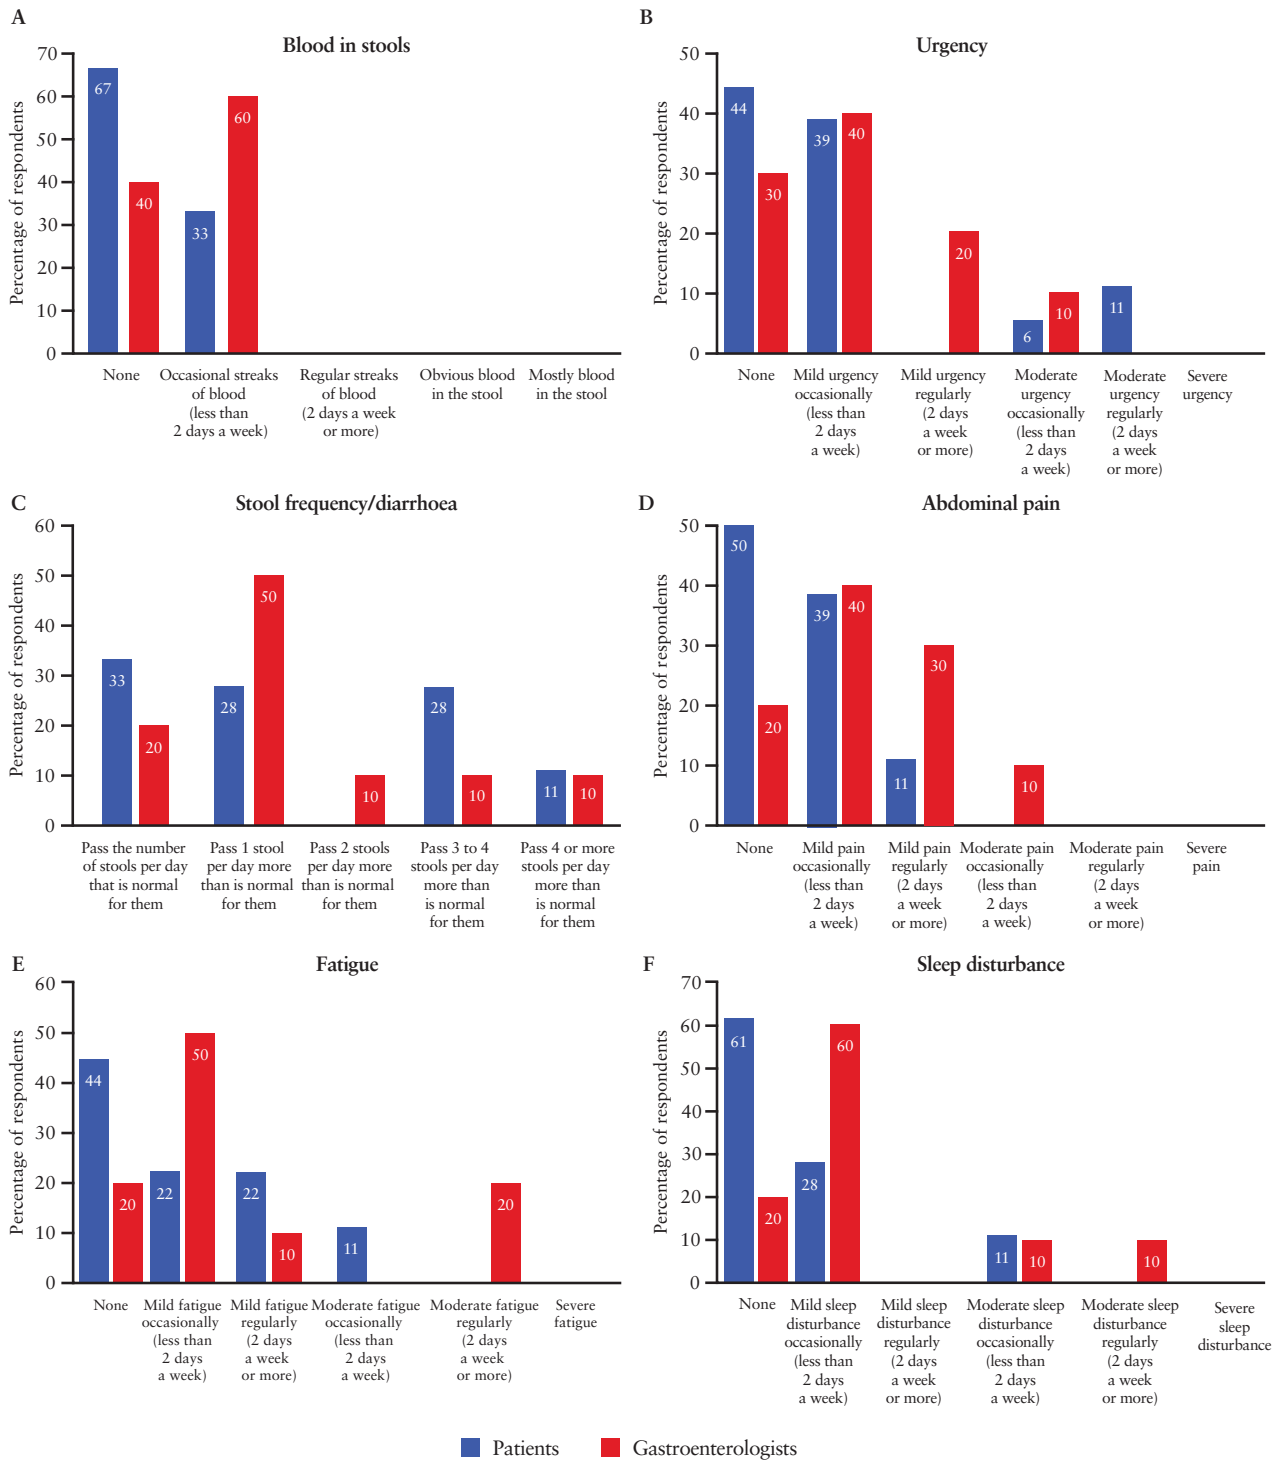 A
Blood in stools
Percentage of respondents
70
60
50
40
30
20
10
0
67
40
33
60
None
Occasional streaks
of blood
(less than
2 days a week)
Regular streaks
of blood
(2 days a week
or more)
Obvious blood
in the stool
Mostly blood
in the stool
B
Urgency
Percentage of respondents
50
40
30
20
10
0
44
30
39
40
20
6
10
11
None
Mild urgency
occasionally
(less than
2 days
a week)
Mild urgency
regularly
(2 days
a week
or more)
Moderate
urgency
occasionally
(less than
2 days
a week)
Moderate
urgency
regularly
(2 days
a week
or more)
Severe
urgency
C
Stool frequency/diarrhoea
Percentage of respondents
60
50
40
30
20
10
0
33
20
28
50
10
28
10
11
10
Pass the number
of stools per day
that is normal
for them
Pass 1 stool
per day more
than is normal
for them
Pass 2 stools
per day more
than is normal
for them
Pass 3 to 4
stools per day
more than
is normal
for them
Pass 4 or more
stools per day
more than
is normal
for them
D
Abdominal pain
Percentage of respondents
50
40
30
20
10
0
50
20
39
40
11
30
10
None
Mild pain
occasionally
(less than
2 days
a week)
Mild pain
regularly
(2 days
a week
or more)
Moderate pain
occasionally
(less than
2 days
a week)
Moderate pain
regularly
(2 days
a week
or more)
Severe
pain
E
Fatigue
Percentage of respondents
60
50
40
30
20
10
0
44
20
22
50
22
10
11
20
None
Mild fatigue
occasionally
(less than
2 days
a week)
Mild fatigue
regularly
(2 days
a week
or more)
Moderate fatigue
occasionally
(less than
2 days
a week)
Moderate fatigue
regularly
(2 days
a week
or more)
Severe
fatigue
F
Sleep disturbance
Percentage of respondents
70
60
50
40
30
20
10
0
61
20
28
60
11
10
10
None
Mild sleep
disturbance
occasionally
(less than
2 days
a week)
Mild sleep
disturbance
regularly
(2 days
a week
or more)
Moderate sleep
disturbance
occasionally
(less than
2 days
a week)
Moderate sleep
disturbance
regularly
(2 days
a week
or more)
Severe
sleep
disturbance
Patients
Gastroenterologists